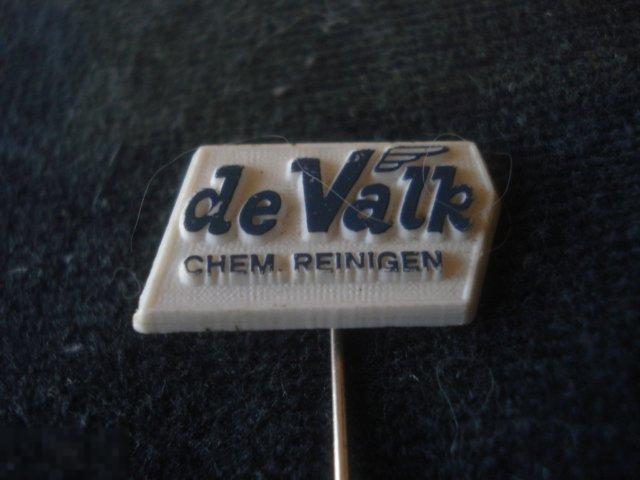 de Valk
CHEM. REINIGEN